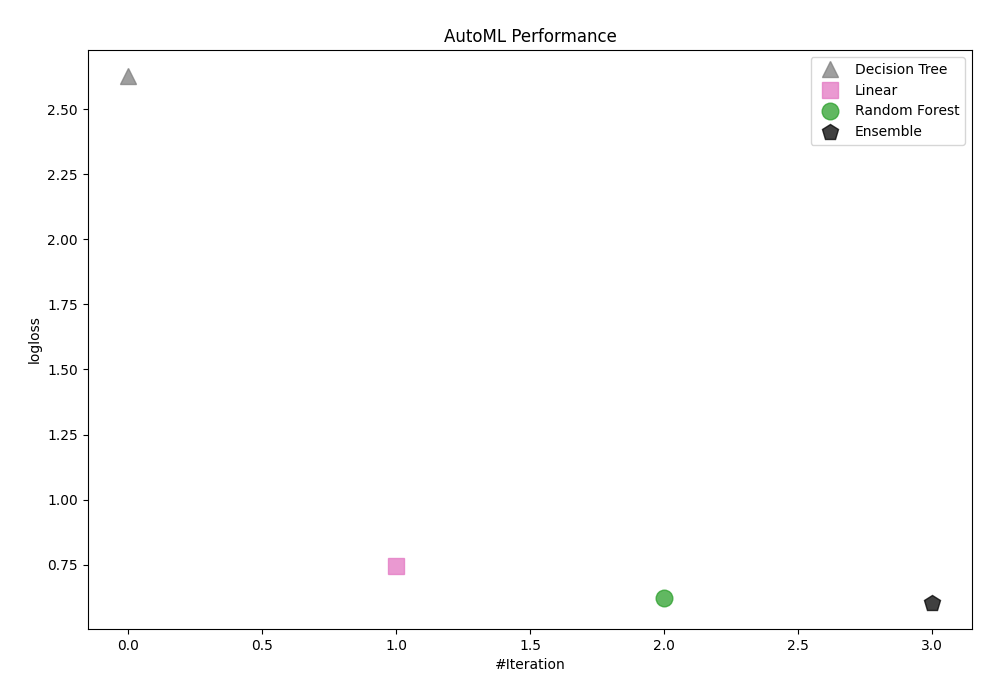 AutoML Performance
Decision Tree
Linear
Random Forest
Ensemble
2.50
2.25
2.00
1.75
1.50
1.25
1.00
0.75
logloss
0.0
0.5
1.0
1.5
2.0
2.5
3.0
#Iteration